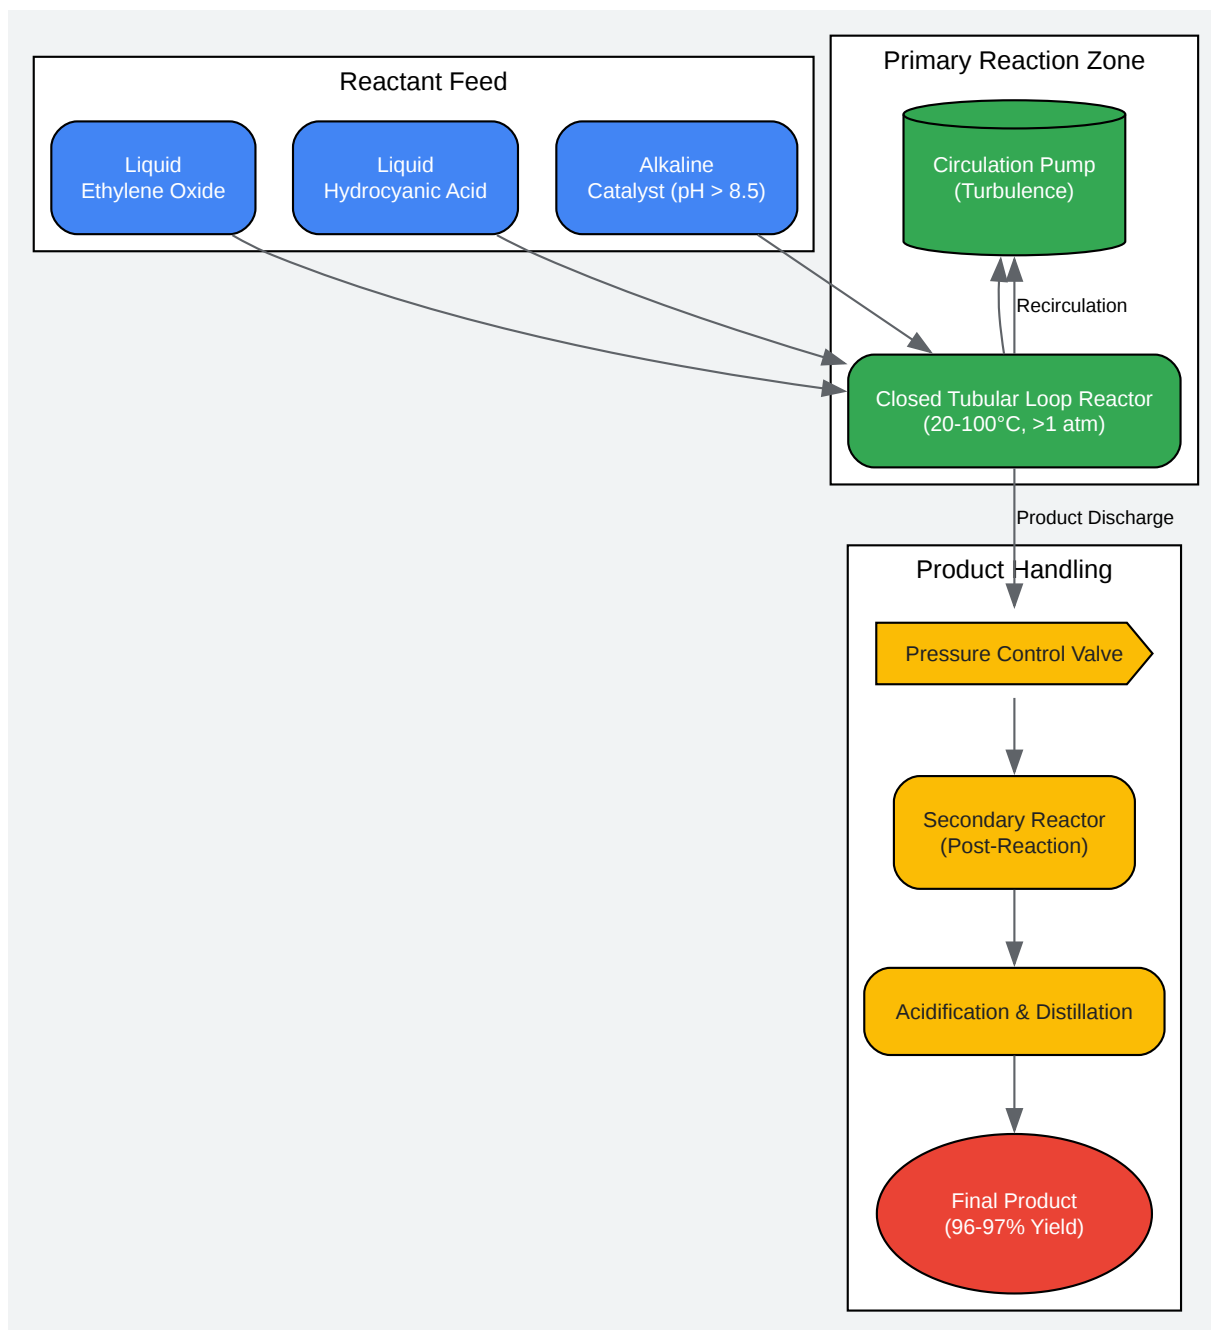 Reactant Feed
Liquid
Ethylene Oxide
Liquid
Hydrocyanic Acid
Alkaline
Catalyst (pH > 8.5)
Primary Reaction Zone
Circulation Pump
(Turbulence)
Recirculation
Closed Tubular Loop Reactor
(20-100°C, >1 atm)
Product Discharge
Product Handling
Pressure Control Valve
Secondary Reactor
(Post-Reaction)
Acidification & Distillation
Final Product
(96-97% Yield)